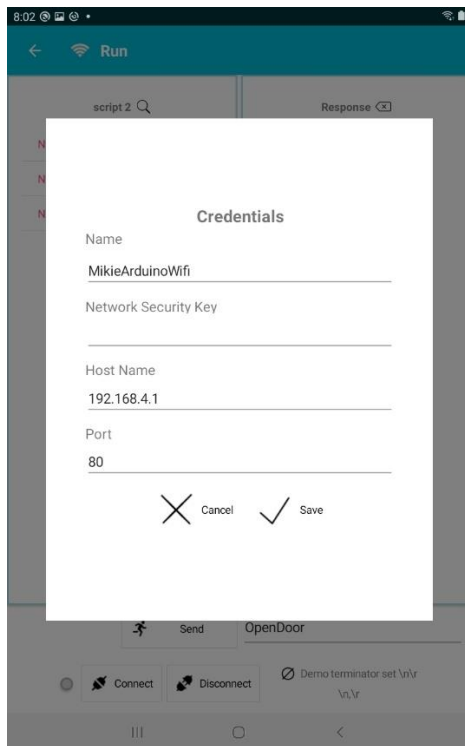 8:02
Run
script 2
Response
N
N
N
Credentials
Name
MikieArduinoWifi
Network Security Key
Host Name
192.168.4.1
Port
80
Cancel
Save
Send
OpenDoor
Connect
Disconnect
Demo terminator set \n\r
\n,\r